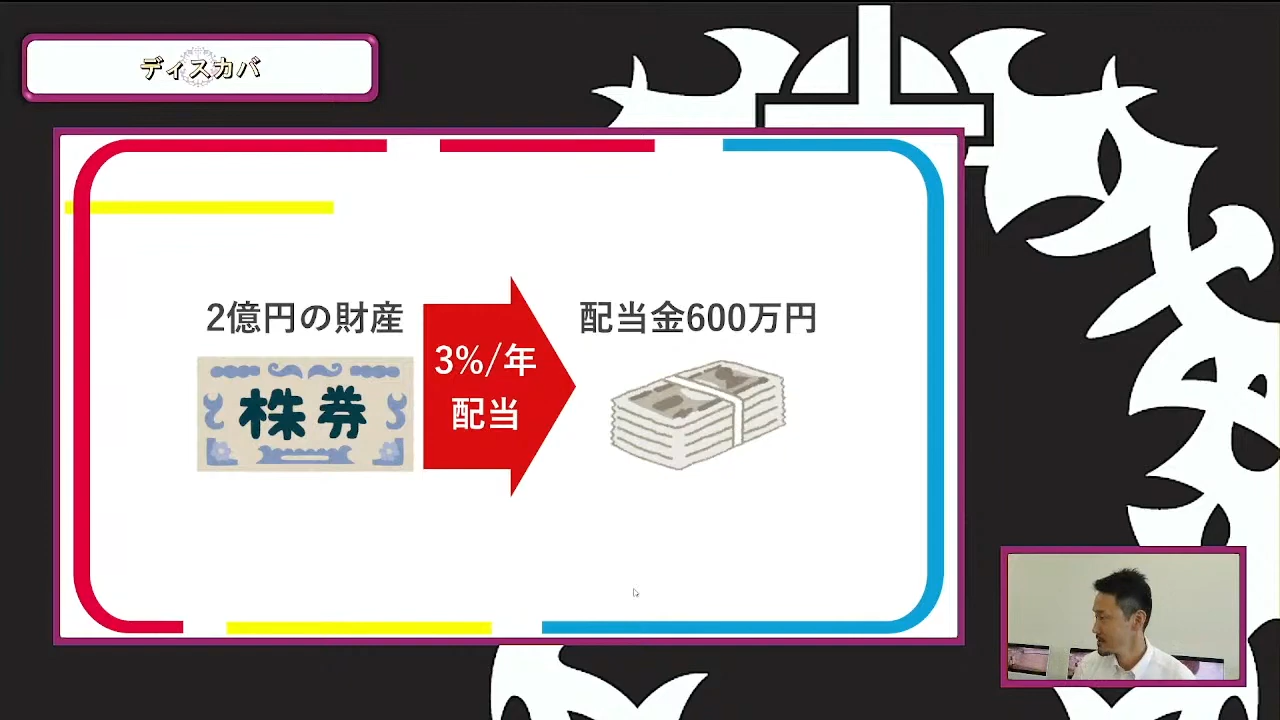 ディスカバ
2億円の財産
株券
3%/年
配当
配当金600万円